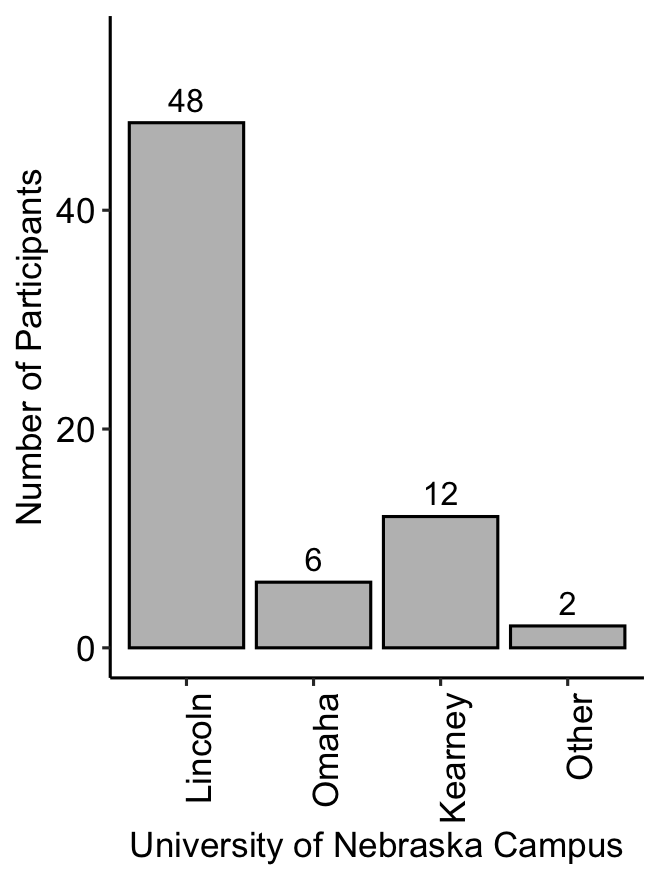 Number of Participants
40
20
0
48
6
12
2
Lincoln
Omaha
Kearney
Other
University of Nebraska Campus